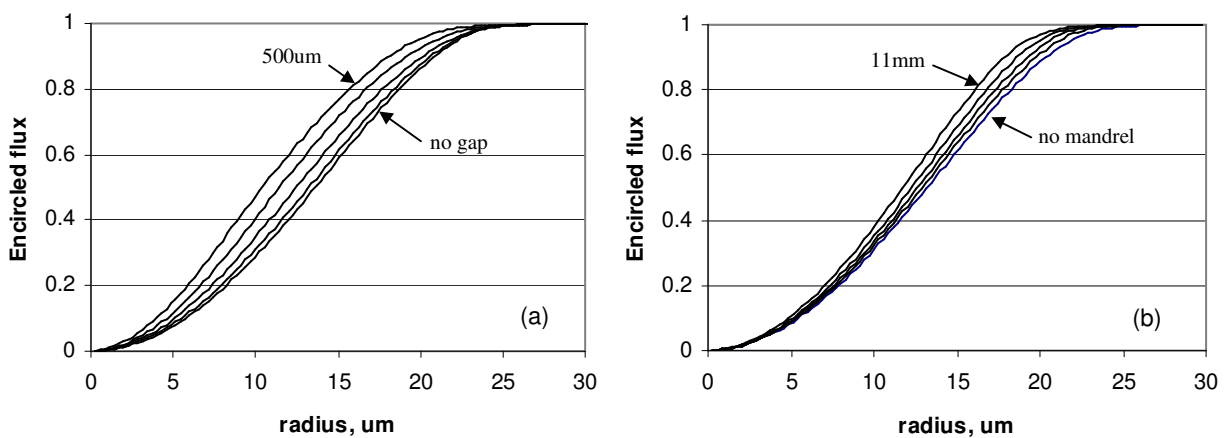 Encircled flux
1
0.8
0.6
0.4
0.2
0
500um
no gap
(a)
0 5 10 15 20 25 30
radius, um
Encircled flux
1
0.8
0.6
0.4
0.2
0
11mm
no mandrel
(b)
0 5 10 15 20 25 30
radius, um